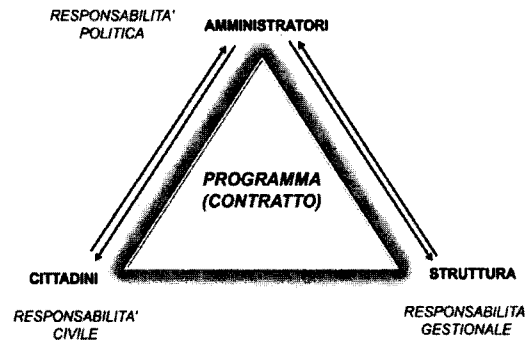 RESPONSABILITA'
POLITICA
AMMINISTRATORI
PROGRAMMA
(CONTRATTO)
CITTADINI
STRUTTURA
RESPONSABILITA'
CIVILE
RESPONSABILITA
GESTIONALE